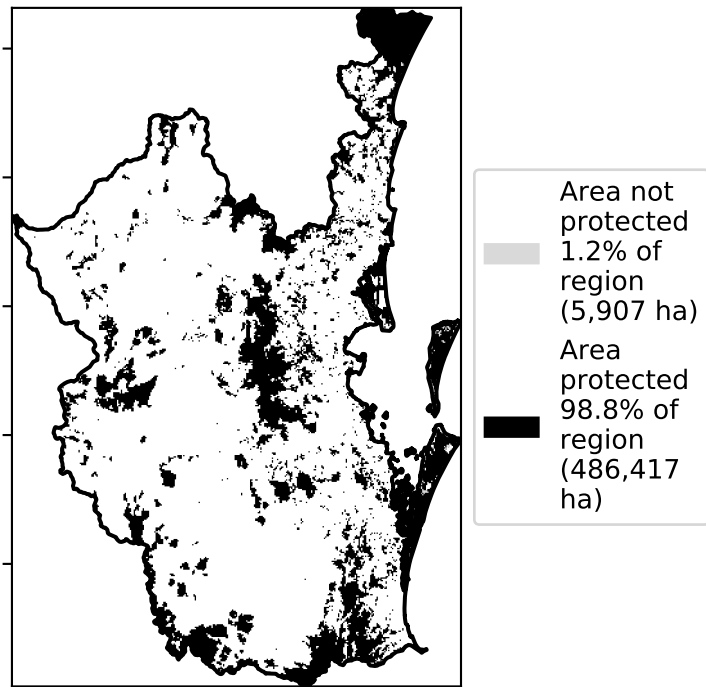 Area not
protected
1.2% of
region
(5,907 ha)
Area
protected
98.8% of
region
(486,417
ha)